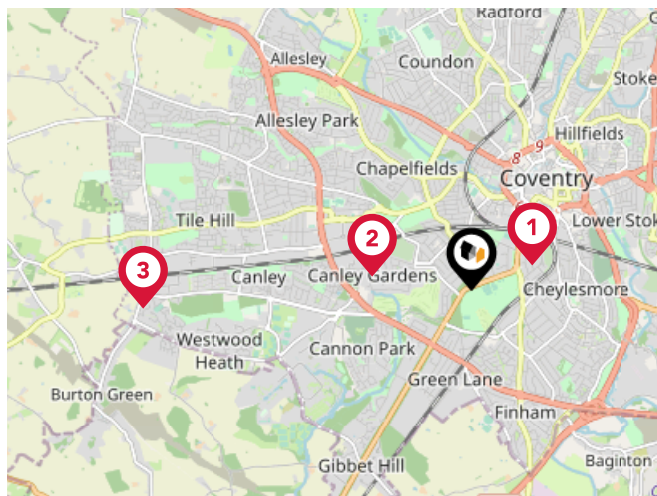 Radford
Allesley
Coundon
Stoke
Allesley Park
Hillfields
8
9
Chapelfields
Coventry
Tile Hill
1
Lower Stok
2
3
Canley
Canley Gardens
Cheylesmore
Westwood
Heath
Cannon Park
Green Lane
Burton Green
Finham
Gibbet Hill
Baginton